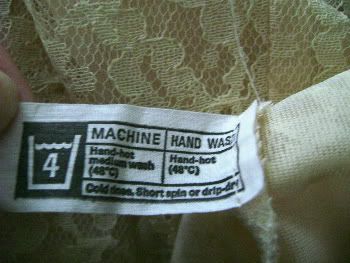 4
MACHINE HAND WASH
Hand-hot
medium wash
(48°C)
Hand-hot
(48°C)
Cold rinse. Short spin or drip-dry